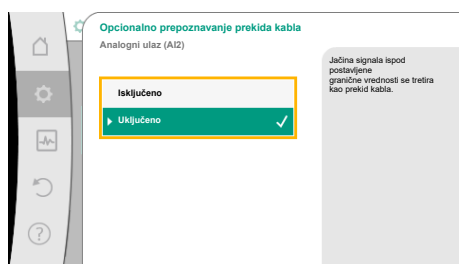 Opcionalno prepoznavanje prekida kabla
Analogni ulaz (AI2)
Isključeno
Uključeno
Jačina signala ispod
postavljene
granične vrednosti se tretira
kao prekid kabla.
?